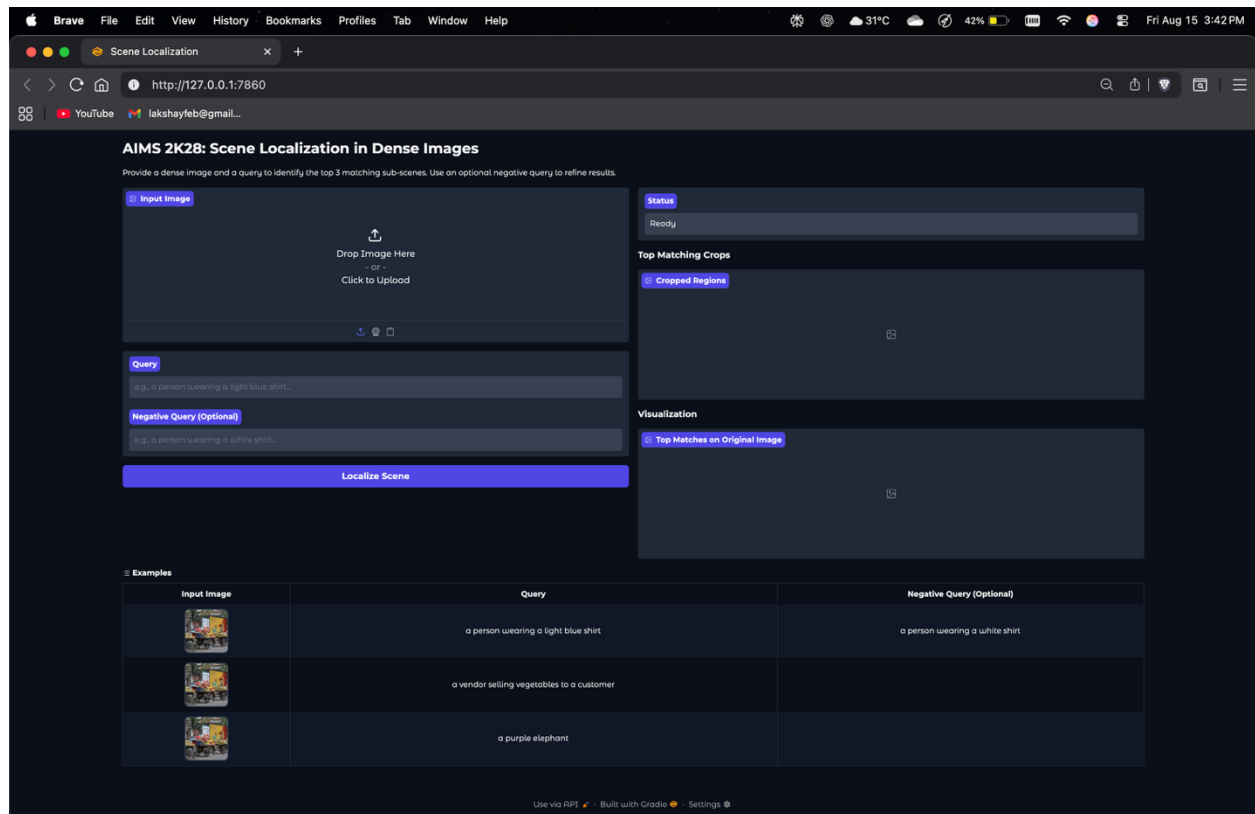 Brave File Edit View History Bookmarks Profiles Tab Window Help 31°C 42% Fri Aug 15 3:42 PM
Scene Localization
http://127.0.0.1:7860
YouTube lakshayfeb@gmail...
AIMS 2K28: Scene Localization in Dense Images
Provide a dense image and a query to identify the top 3 matching sub-scenes. Use an optional negative query to refine results.
Input Image
Drop Image Here
- or -
Click to Upload
Query
e.g., a person wearing a light blue shirt...
Negative Query (Optional)
e.g., a person wearing a white shirt...
Localize Scene
Status
Ready
Top Matching Crops
Cropped Regions
Visualization
Top Matches on Original Image
Examples
Input Image Query Negative Query (Optional)
a person wearing a light blue shirt a person wearing a white shirt
a vendor selling vegetables to a customer
a purple elephant
Use via API · Built with Gradio · Settings